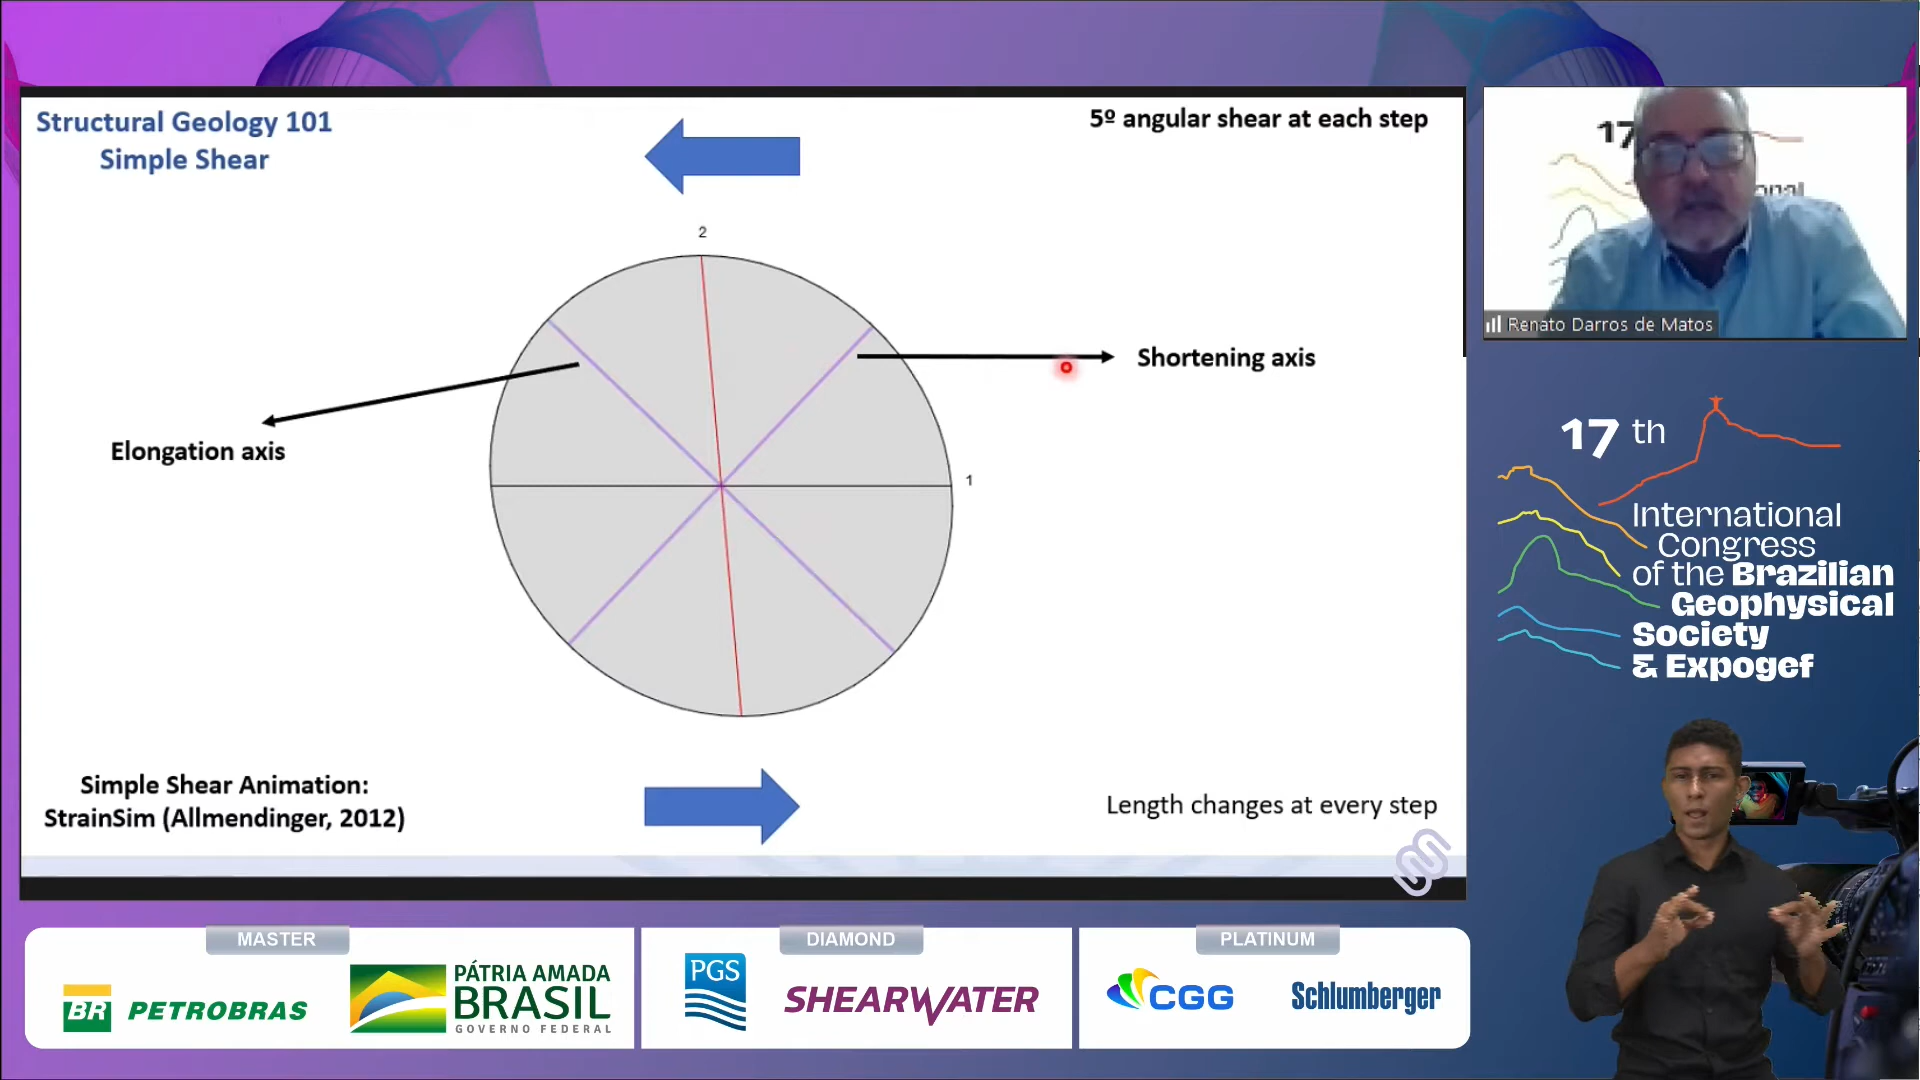 Structural Geology 101
Simple Shear
5º angular shear at each step
2
Shortening axis
Elongation axis
1
Simple Shear Animation:
StrainSim (Allmendinger, 2012)
Length changes at every step
17
Renato Darros de Matos
17 th
International
Congress
of the Brazilian
Geophysical
Society
& Expogef
MASTER
BR PETROBRAS
PÁTRIA AMADA
BRASIL
GOVERNO FEDERAL
DIAMOND
PGS
SHEARWATER
PLATINUM
CGG
Schlumberger